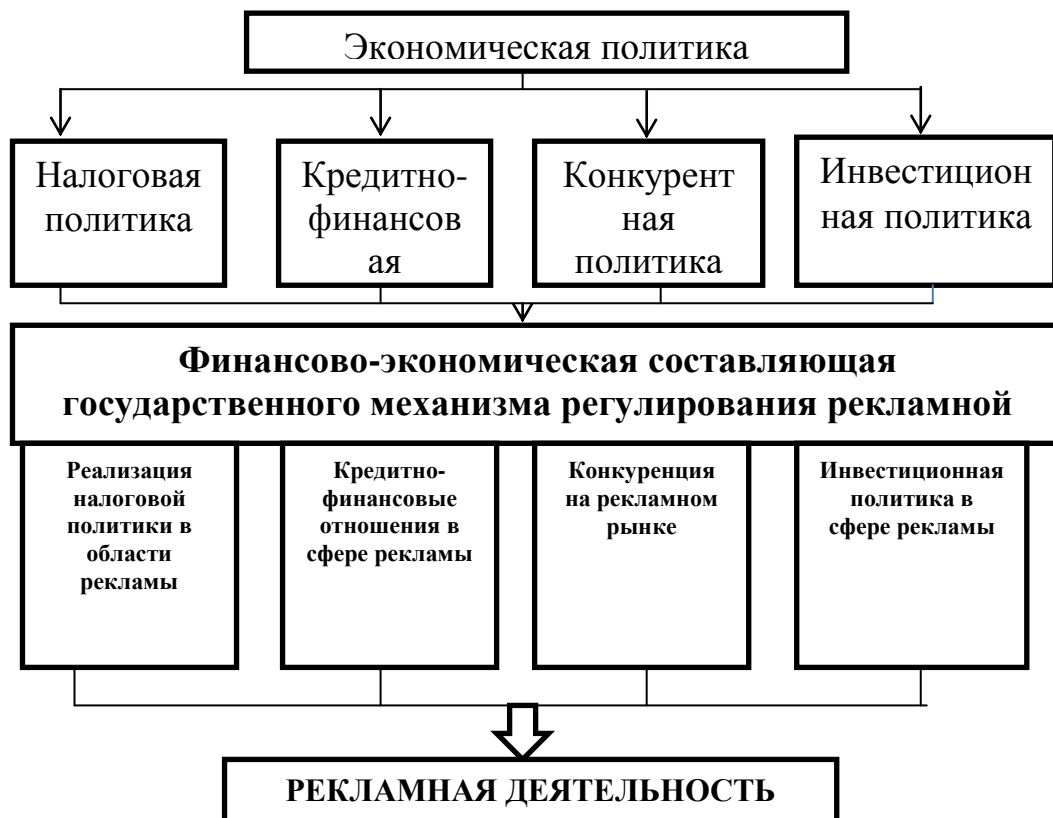 Экономическая политика
Налоговая
политика
Кредитно-
финансов
ая
Конкурент
ная
политика
Инвестицион
ная политика
Финансово-экономическая составляющая
государственного механизма регулирования рекламной
Реализация
налоговой
политики в
области
рекламы
Кредитно-
финансовые
отношения в
сфере рекламы
Конкуренция
на рекламном
рынке
Инвестиционная
политика в
сфере рекламы
РЕКЛАМНАЯ ДЕЯТЕЛЬНОСТЬ